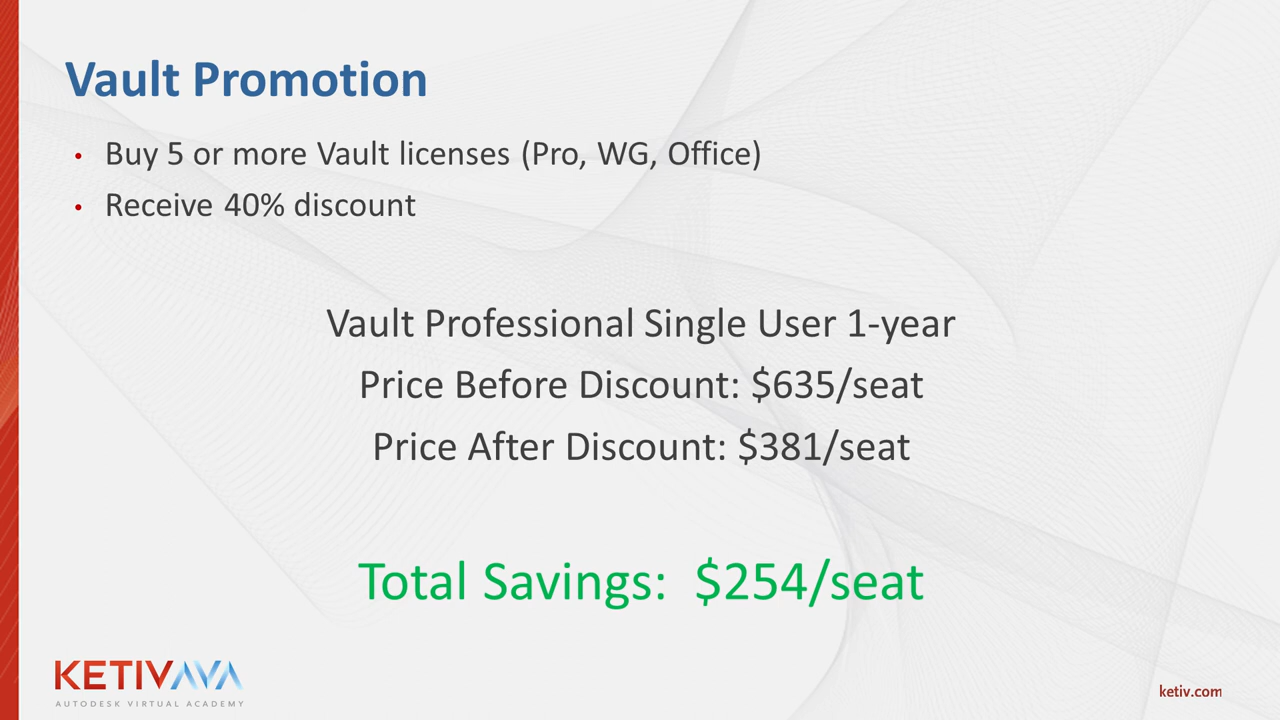 Vault Promotion
• Buy 5 or more Vault licenses (Pro, WG, Office)
• Receive 40% discount
Vault Professional Single User 1-year
Price Before Discount: $635/seat
Price After Discount: $381/seat
Total Savings: $254/seat
KETIVAVA
AUTODESK VIRTUAL ACADEMY
ketiv.com